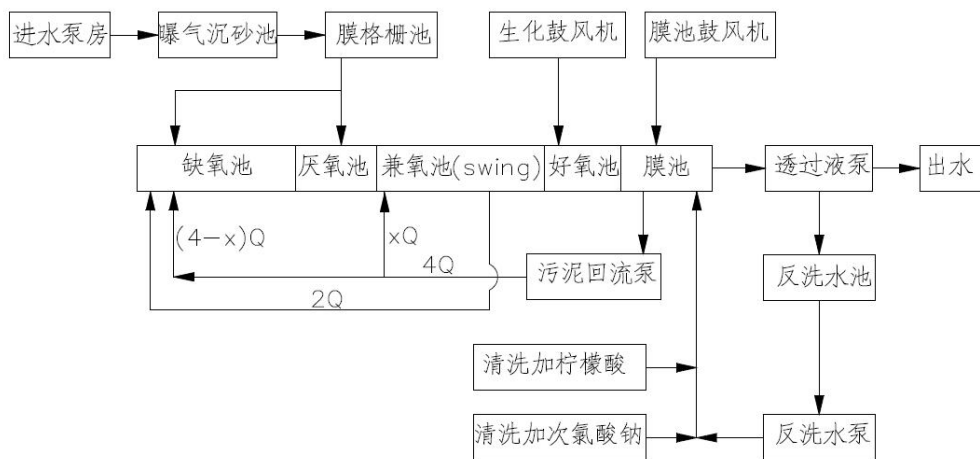 进水泵房
曝气沉砂池
膜格栅池
生化鼓风机
膜池鼓风机
缺氧池
厌氧池
兼氧池(swing)
好氧池
膜池
透过液泵
出水
(4-x)Q
xQ
4Q
污泥回流泵
反洗水池
2Q
清洗加柠檬酸
清洗加次氯酸钠
反洗水泵